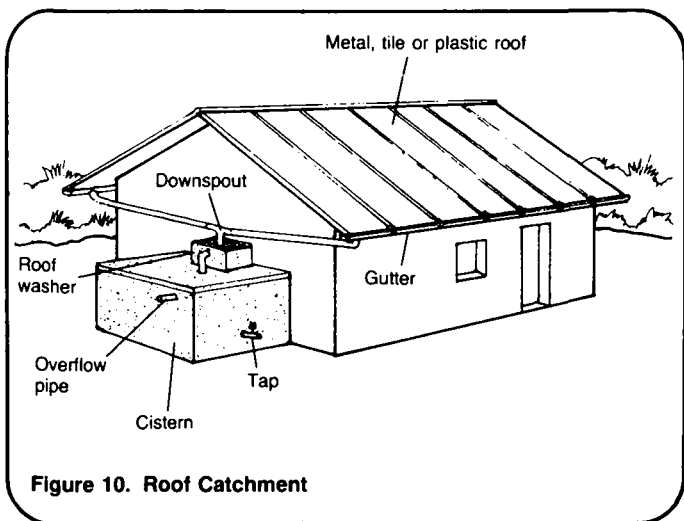 Metal, tile or plastic roof
Downspout
Roof
washer
Gutter
Overflow
pipe
Tap
Cistern
Figure 10. Roof Catchment